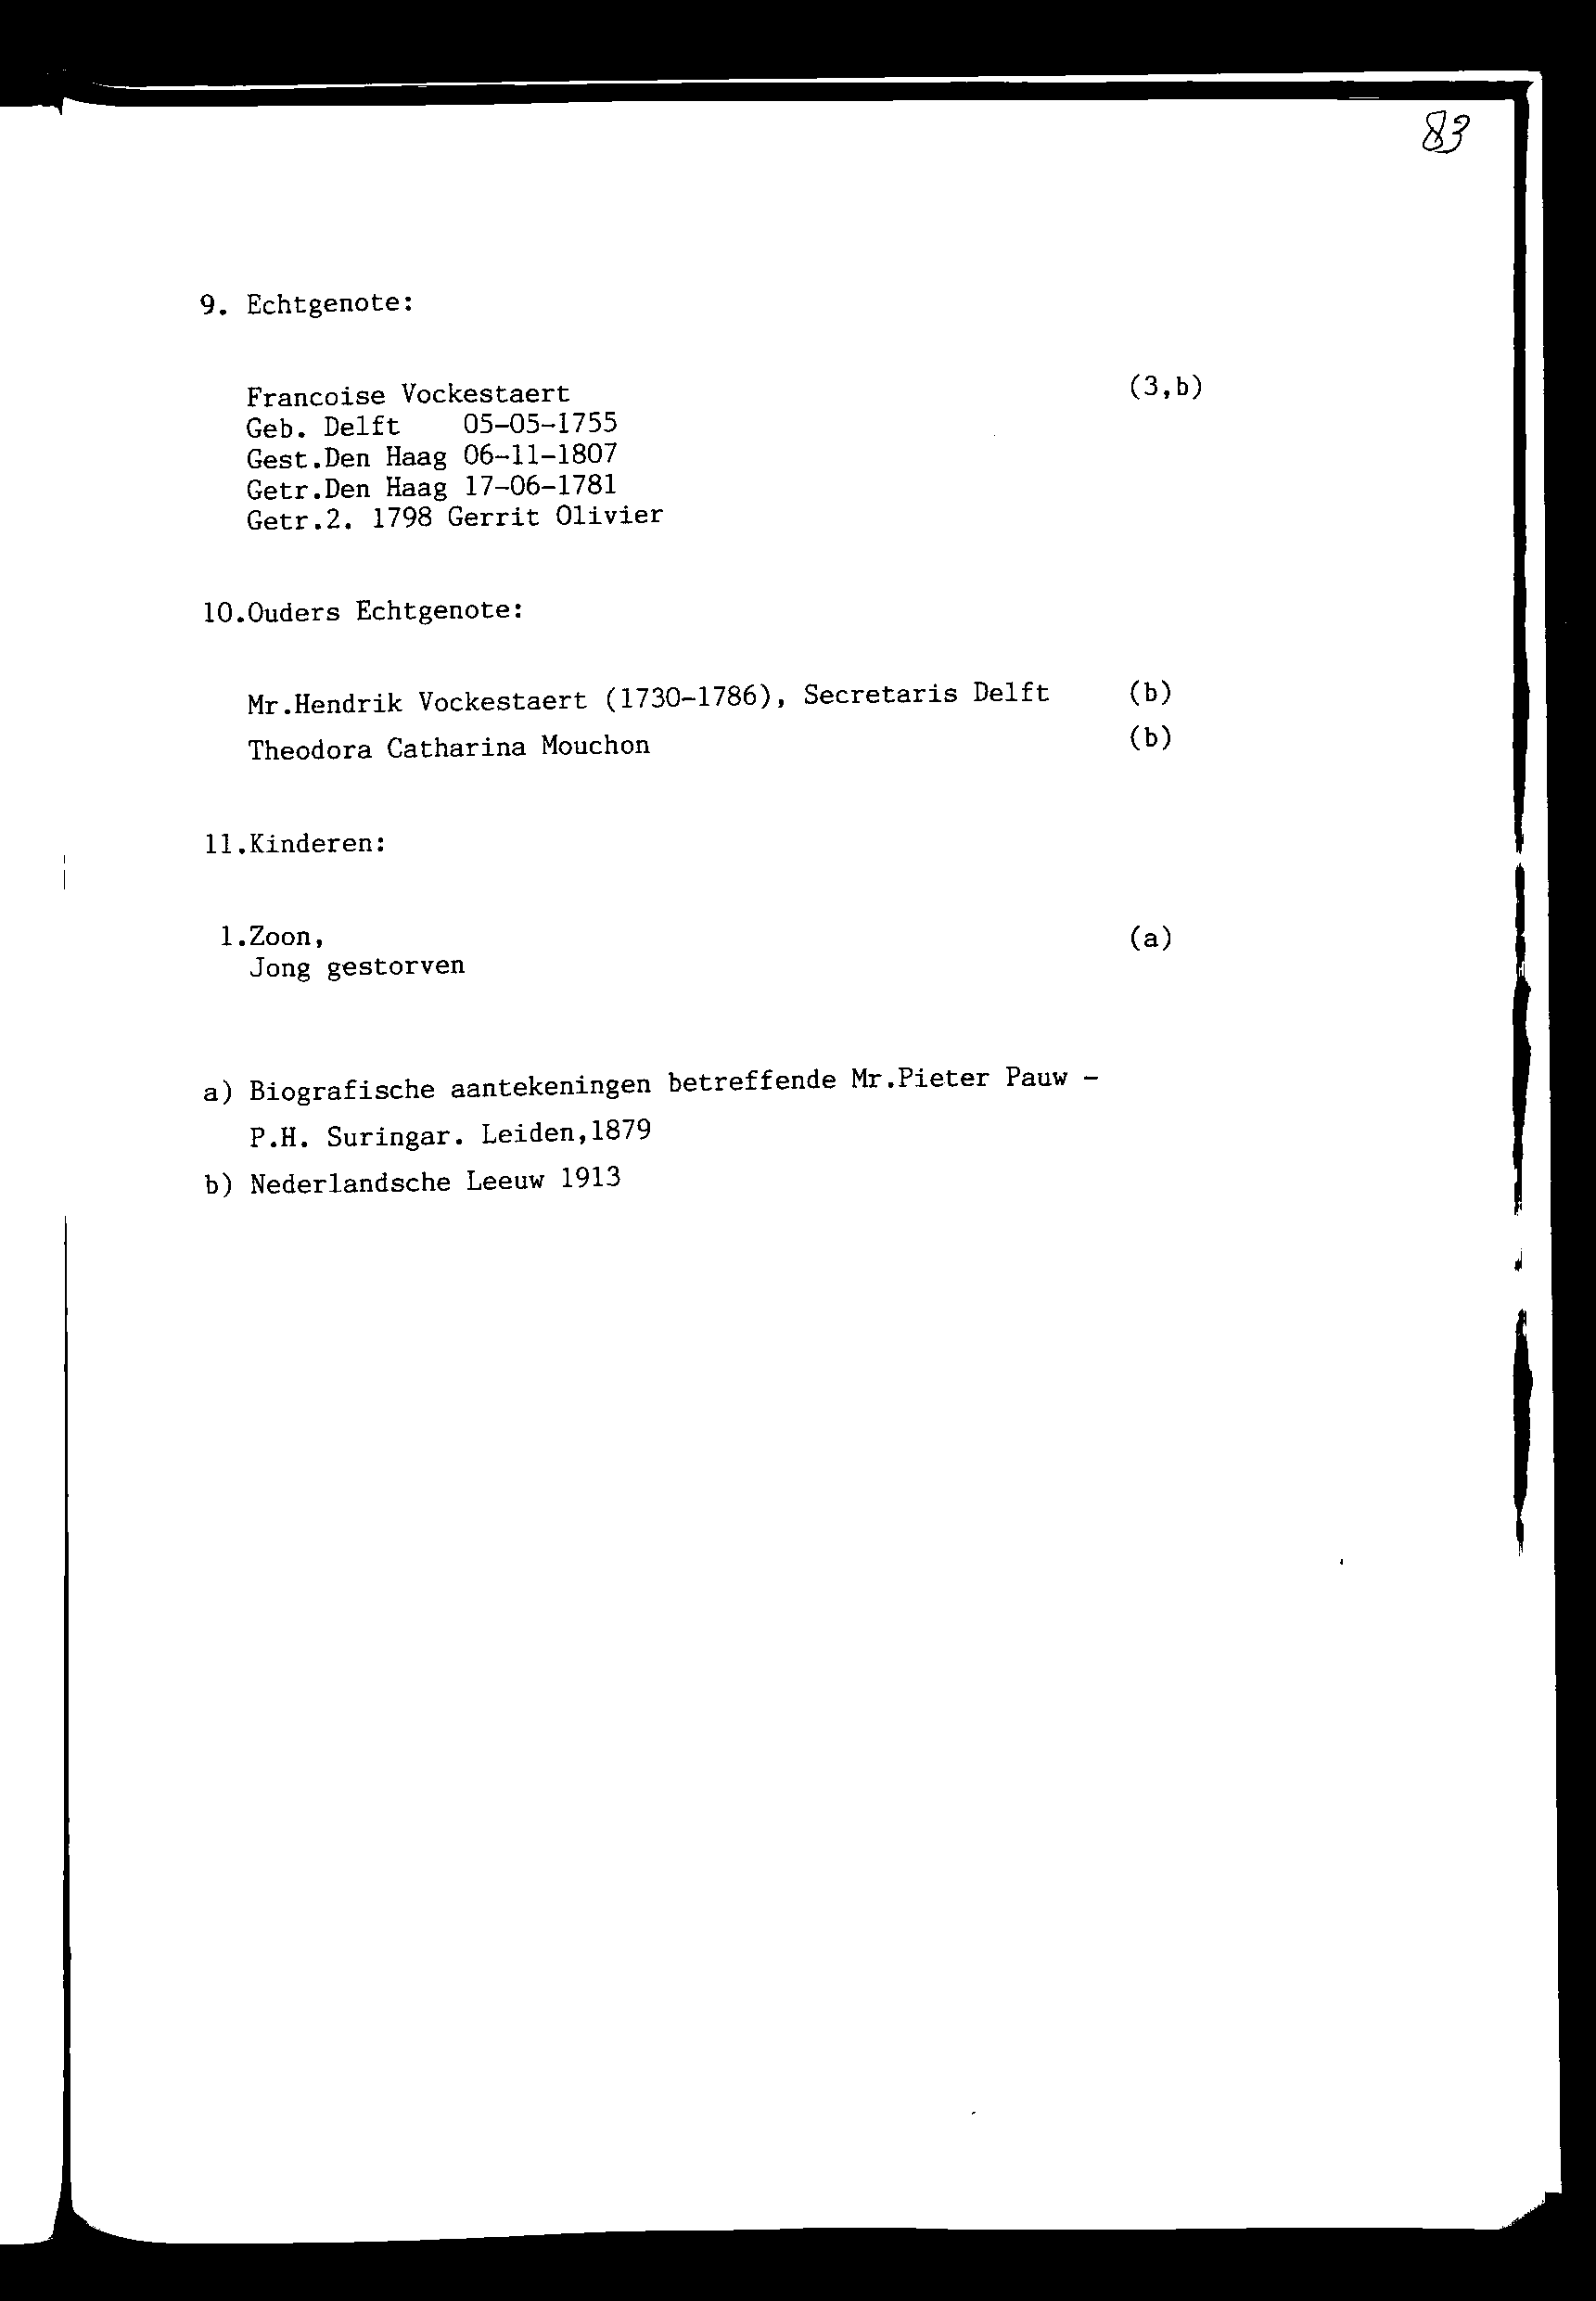 83
9. Echtgenote:
Francoise Vockestaert (3,b)
Geb. Delft 05-05-1755
Gest.Den Haag 06-11-1807
Getr.Den Haag 17-06-1781
Getr.2. 1798 Gerrit Olivier
10.Ouders Echtgenote:
Mr.Hendrik Vockestaert (1730-1786), Secretaris Delft (b)
Theodora Catharina Mouchon (b)
11.Kinderen:
1.Zoon, (a)
Jong gestorven
a) Biografische aantekeningen betreffende Mr.Pieter Pauw -
P.H. Suringar. Leiden,1879
b) Nederlandsche Leeuw 1913